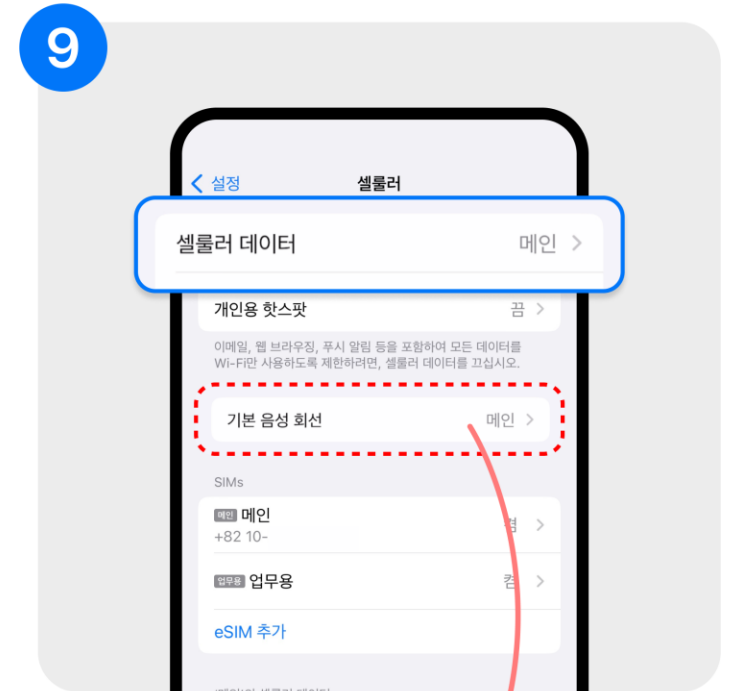 9
설정 셀룰러
셀룰러 데이터 메인
개인용 핫스팟 끔
이메일, 웹 브라우징, 푸시 알림 등을 포함하여 모든 데이터를
Wi-Fi만 사용하도록 제한하려면, 셀룰러 데이터를 끄십시오.
기본 음성 회선 메인
SIMs
메인 메인 켬
+82 10-
업무용 업무용 켬
eSIM 추가